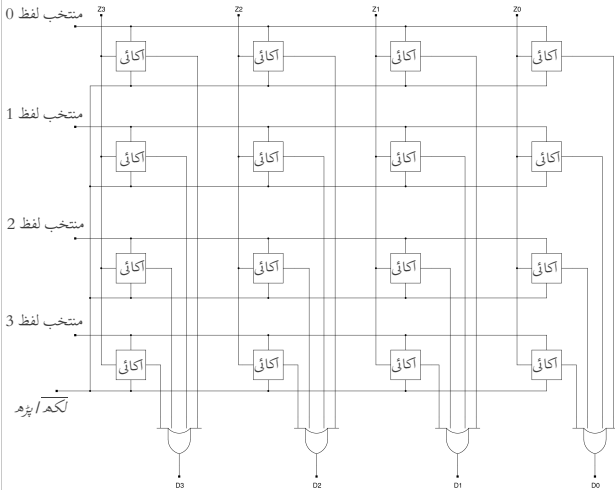 منتخب لفظ 0
Z3 Z2 Z1 Z0
اکائی اکائی اکائی اکائی
منتخب لفظ 1
اکائی اکائی اکائی اکائی
منتخب لفظ 2
اکائی اکائی اکائی اکائی
منتخب لفظ 3
اکائی اکائی اکائی اکائی
لکھ/پڑھ
D3 D2 D1 D0